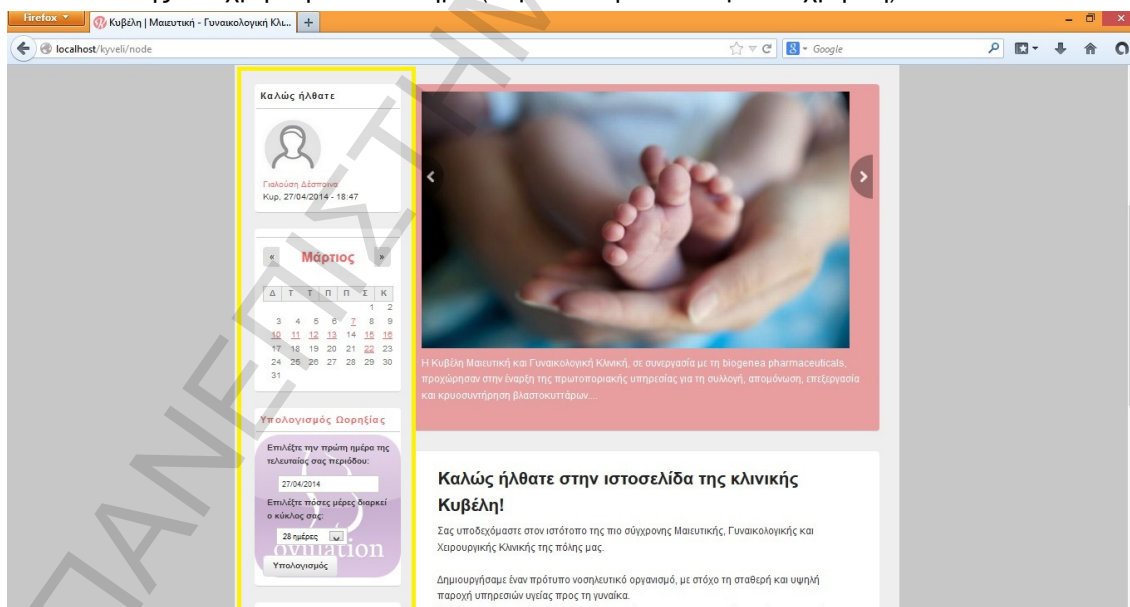 Firefox
Κυβέλη | Μαιευτική - Γυναικολογική Κλι...
localhost/kyveli/node
Google
Καλώς ήλθατε
Γιαλούση Δέσποινα
Κυρ, 27/04/2014 - 18:47
« Μάρτιος »
Δ Τ Τ Π Π Σ Κ
1 2
3 4 5 6 7 8 9
10 11 12 13 14 15 16
17 18 19 20 21 22 23
24 25 26 27 28 29 30
31
Υπολογισμός Ωορηξίας
Επιλέξτε την πρώτη ημέρα της
τελευταίας σας περιόδου:
27/04/2014
Επιλέξτε πόσες μέρες διαρκεί
ο κύκλος σας:
28 ημέρες
ovulation
Υπολογισμός
Η Κυβέλη Μαιευτική και Γυναικολογική Κλινική, σε συνεργασία με τη biogenea pharmaceuticals,
προχώρησαν στην έναρξη της πρωτοποριακής υπηρεσίας για τη συλλογή, απομόνωση, επεξεργασία
και κρυοσυντήρηση βλαστοκυττάρων....
Καλώς ήλθατε στην ιστοσελίδα της κλινικής
Κυβέλη!
Σας υποδεχόμαστε στον ιστότοπο της πιο σύγχρονης Μαιευτικής, Γυναικολογικής και
Χειρουργικής Κλινικής της πόλης μας.
Δημιουργήσαμε έναν πρότυπο νοσηλευτικό οργανισμό, με στόχο τη σταθερή και υψηλή
παροχή υπηρεσιών υγείας προς τη γυναίκα.
ΠΑΝΕΠΙΣΤΗΜ